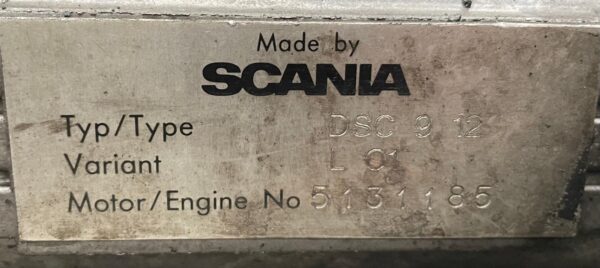 Made by
SCANIA
Typ/Type DSC 9 12
Variant L 01
Motor/Engine No 5131185